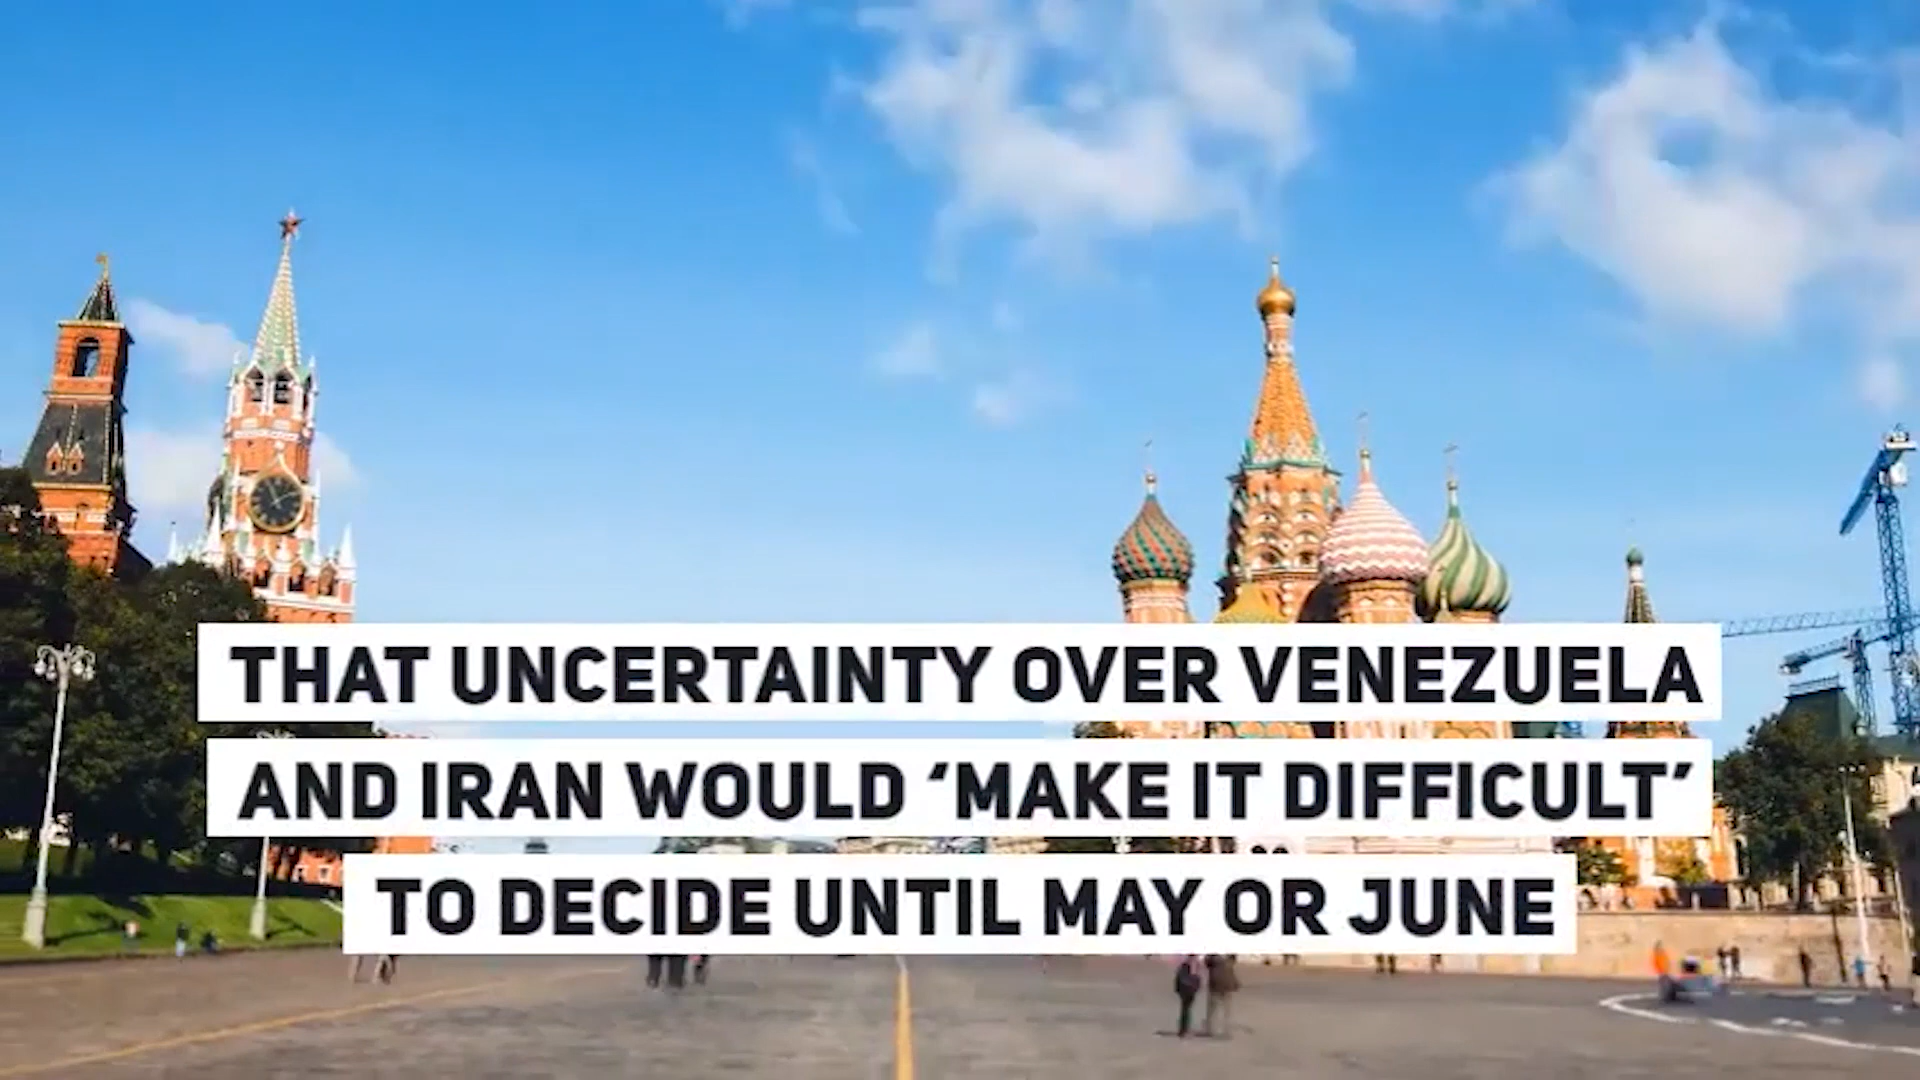 THAT UNCERTAINTY OVER VENEZUELA
AND IRAN WOULD ‘MAKE IT DIFFICULT’
TO DECIDE UNTIL MAY OR JUNE